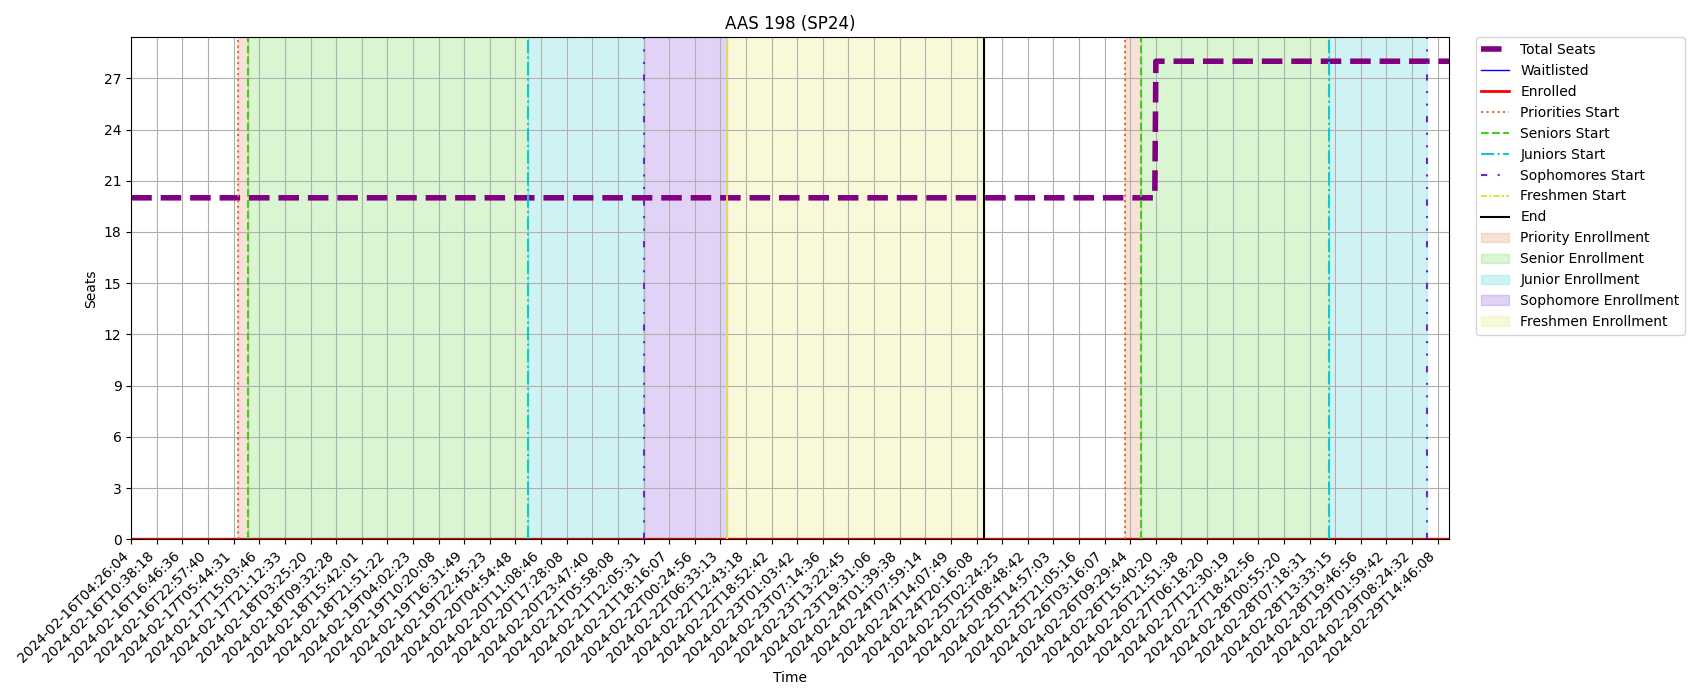 AAS 198 (SP24)
Seats
27
24
21
18
15
12
9
6
3
0
2024-02-16T04:26:04
2024-02-16T10:38:18
2024-02-16T16:46:36
2024-02-16T22:57:40
2024-02-17T05:44:31
2024-02-17T15:03:46
2024-02-17T21:12:33
2024-02-18T03:25:20
2024-02-18T09:32:28
2024-02-18T15:42:01
2024-02-18T21:51:22
2024-02-19T04:02:23
2024-02-19T10:20:08
2024-02-19T16:31:49
2024-02-19T22:45:23
2024-02-20T04:54:48
2024-02-20T11:08:46
2024-02-20T17:28:08
2024-02-20T23:47:40
2024-02-21T05:58:08
2024-02-21T12:05:31
2024-02-21T18:16:07
2024-02-22T00:24:56
2024-02-22T06:33:13
2024-02-22T12:43:18
2024-02-22T18:52:42
2024-02-23T01:03:42
2024-02-23T07:14:36
2024-02-23T13:22:45
2024-02-23T19:31:06
2024-02-24T01:39:38
2024-02-24T07:59:14
2024-02-24T14:07:49
2024-02-24T20:16:08
2024-02-25T02:24:25
2024-02-25T08:48:42
2024-02-25T14:57:03
2024-02-25T21:05:16
2024-02-26T03:16:07
2024-02-26T09:29:44
2024-02-26T15:40:20
2024-02-26T21:51:38
2024-02-27T06:18:20
2024-02-27T12:30:19
2024-02-27T18:42:56
2024-02-28T00:55:20
2024-02-28T07:18:31
2024-02-28T13:33:15
2024-02-28T19:46:56
2024-02-29T01:59:42
2024-02-29T08:24:32
2024-02-29T14:46:08
Time
Total Seats
Waitlisted
Enrolled
Priorities Start
Seniors Start
Juniors Start
Sophomores Start
Freshmen Start
End
Priority Enrollment
Senior Enrollment
Junior Enrollment
Sophomore Enrollment
Freshmen Enrollment